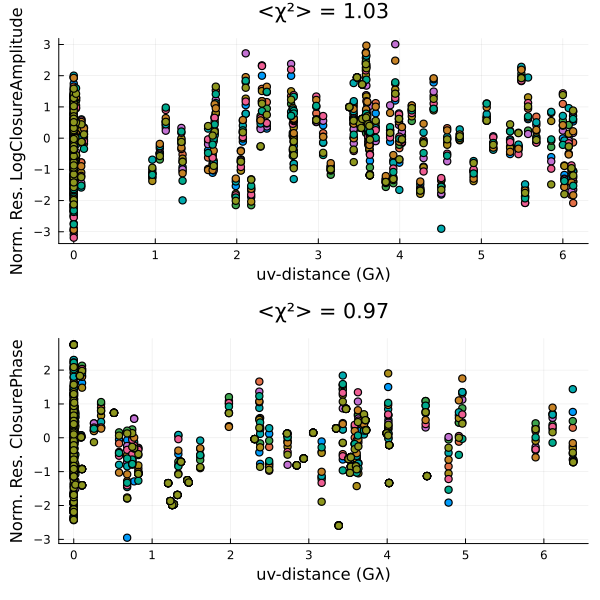 <χ²> = 1.03
Norm. Res. LogClosureAmplitude
3
2
1
0
−1
−2
−3
0 1 2 3 4 5 6
uv-distance (Gλ)
<χ²> = 0.97
Norm. Res. ClosurePhase
2
1
0
−1
−2
−3
0 1 2 3 4 5 6
uv-distance (Gλ)